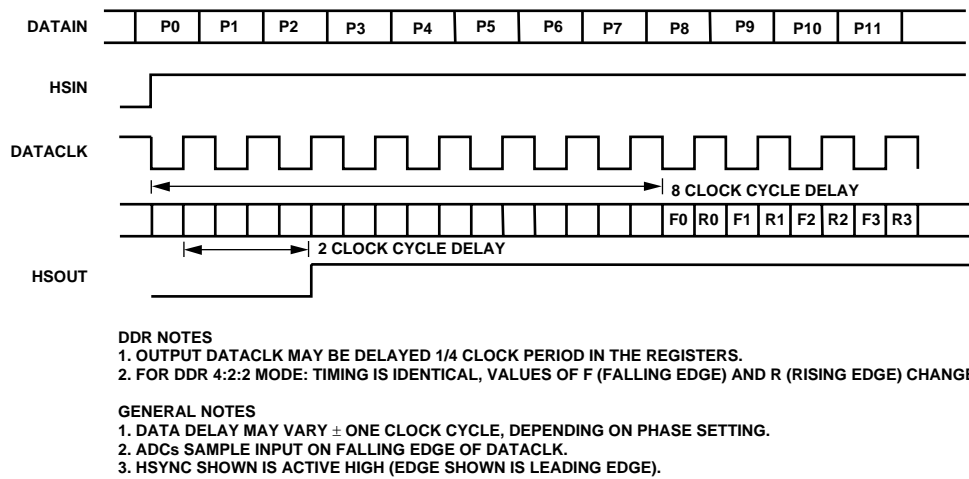 DATAIN P0 P1 P2 P3 P4 P5 P6 P7 P8 P9 P10 P11
HSIN
DATACLK
8 CLOCK CYCLE DELAY
F0 R0 F1 R1 F2 R2 F3 R3
2 CLOCK CYCLE DELAY
HSOUT
DDR NOTES
1. OUTPUT DATACLK MAY BE DELAYED 1/4 CLOCK PERIOD IN THE REGISTERS.
2. FOR DDR 4:2:2 MODE: TIMING IS IDENTICAL, VALUES OF F (FALLING EDGE) AND R (RISING EDGE) CHANGE
GENERAL NOTES
1. DATA DELAY MAY VARY ± ONE CLOCK CYCLE, DEPENDING ON PHASE SETTING.
2. ADCs SAMPLE INPUT ON FALLING EDGE OF DATACLK.
3. HSYNC SHOWN IS ACTIVE HIGH (EDGE SHOWN IS LEADING EDGE).